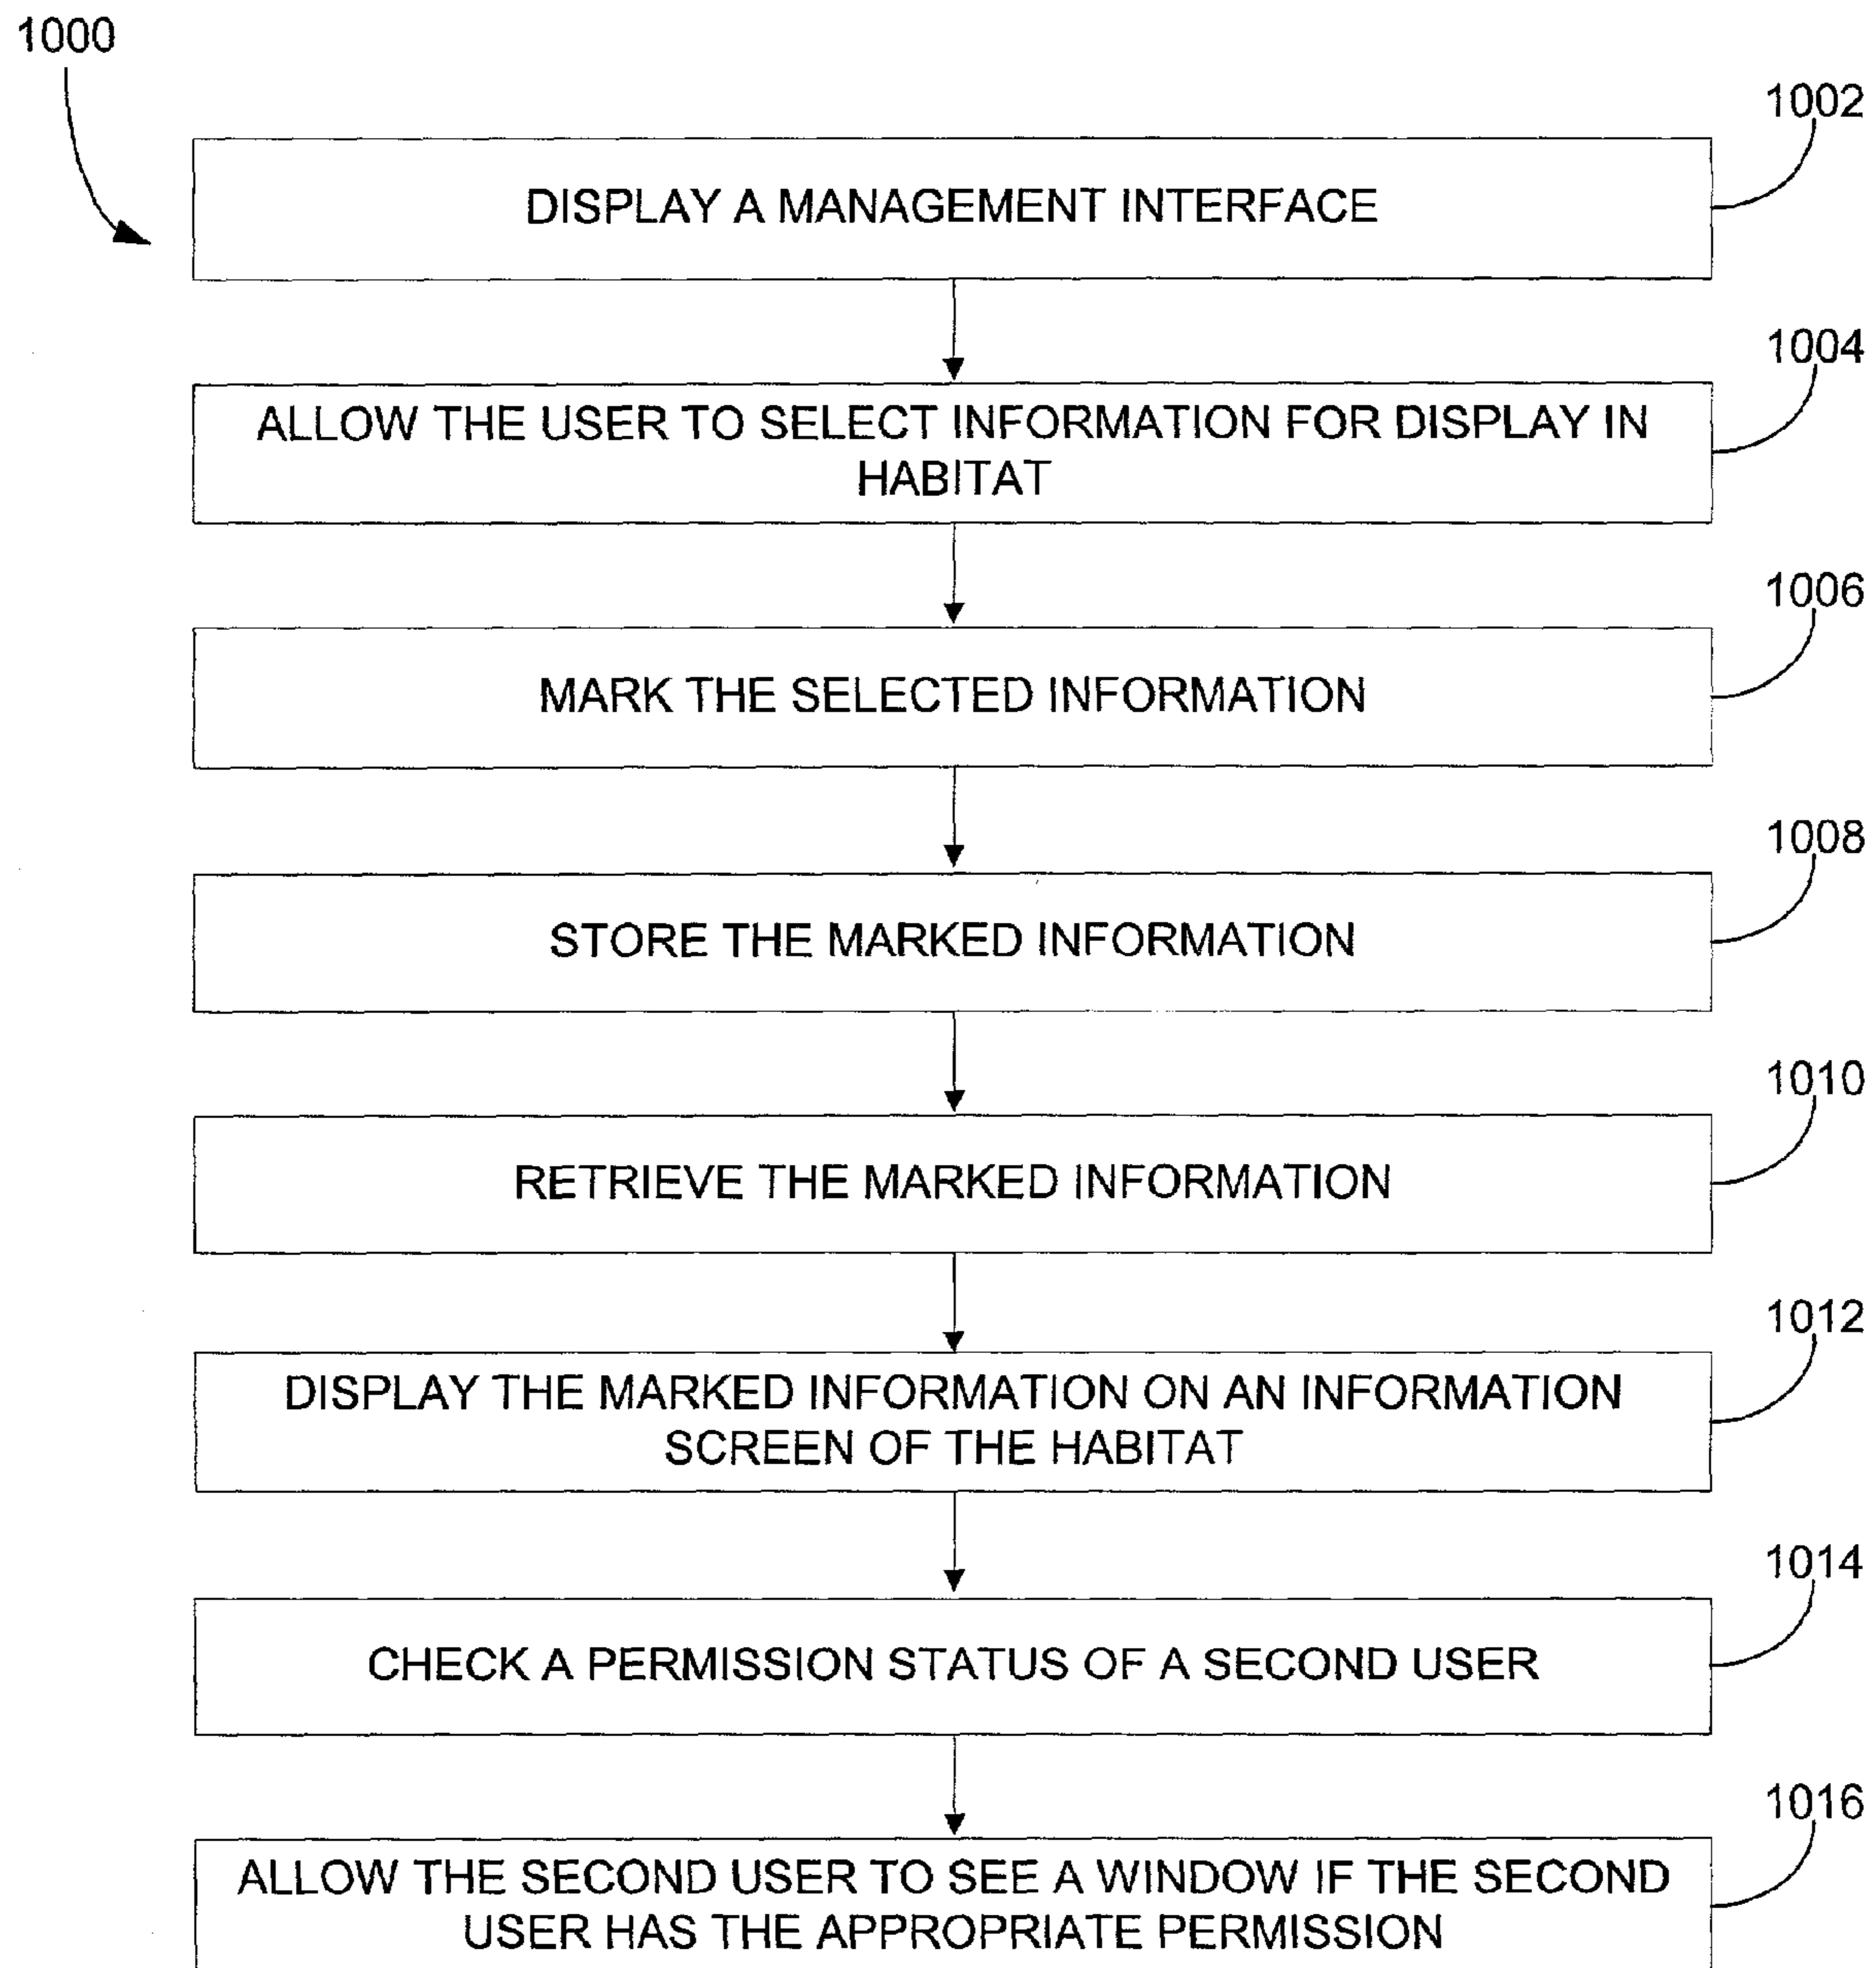 1000
1002
DISPLAY A MANAGEMENT INTERFACE
1004
ALLOW THE USER TO SELECT INFORMATION FOR DISPLAY IN
HABITAT
1006
MARK THE SELECTED INFORMATION
1008
STORE THE MARKED INFORMATION
1010
RETRIEVE THE MARKED INFORMATION
1012
DISPLAY THE MARKED INFORMATION ON AN INFORMATION
SCREEN OF THE HABITAT
1014
CHECK A PERMISSION STATUS OF A SECOND USER
1016
ALLOW THE SECOND USER TO SEE A WINDOW IF THE SECOND
USER HAS THE APPROPRIATE PERMISSION